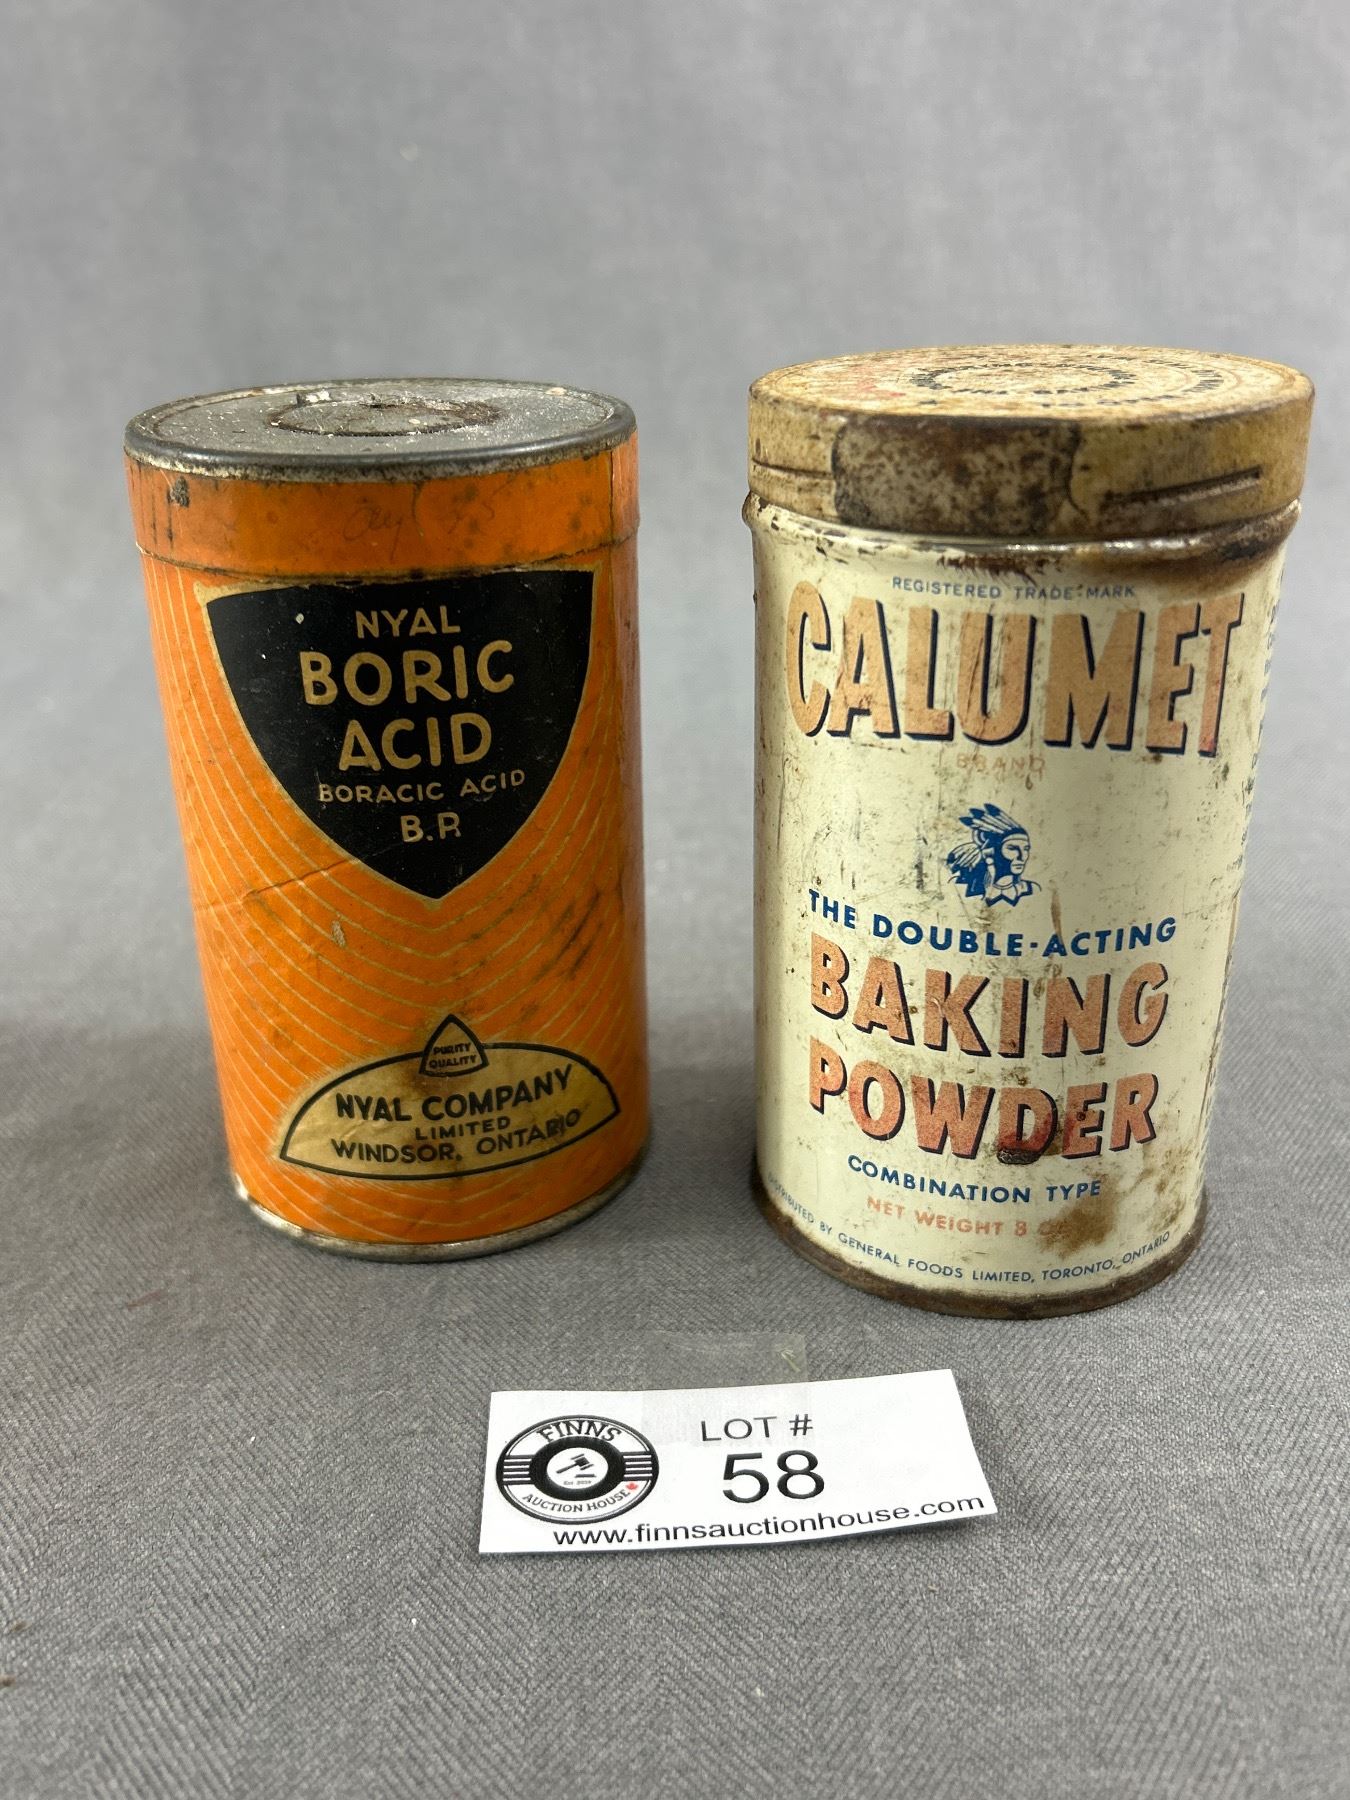 NYAL
BORIC
ACID
BORACIC ACID
B.P.
PURITY
QUALITY
NYAL COMPANY
LIMITED
WINDSOR, ONTARIO
REGISTERED TRADE-MARK
CALUMET
BRAND
THE DOUBLE-ACTING
BAKING
POWDER
COMBINATION TYPE
NET WEIGHT 8
DISTRIBUTED BY GENERAL FOODS LIMITED, TORONTO, ONTARIO
FINNS
AUCTION HOUSE
LOT #
58
www.finnsauctionhouse.com